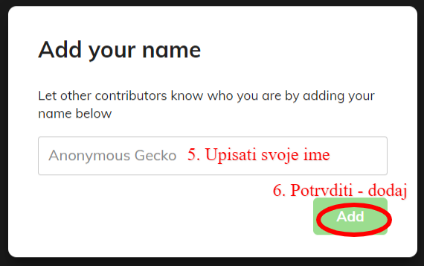 Add your name
Let other contributors know who you are by adding your
name below
Anonymous Gecko 5. Upisati svoje ime
6. Potvrditi - dodaj
Add